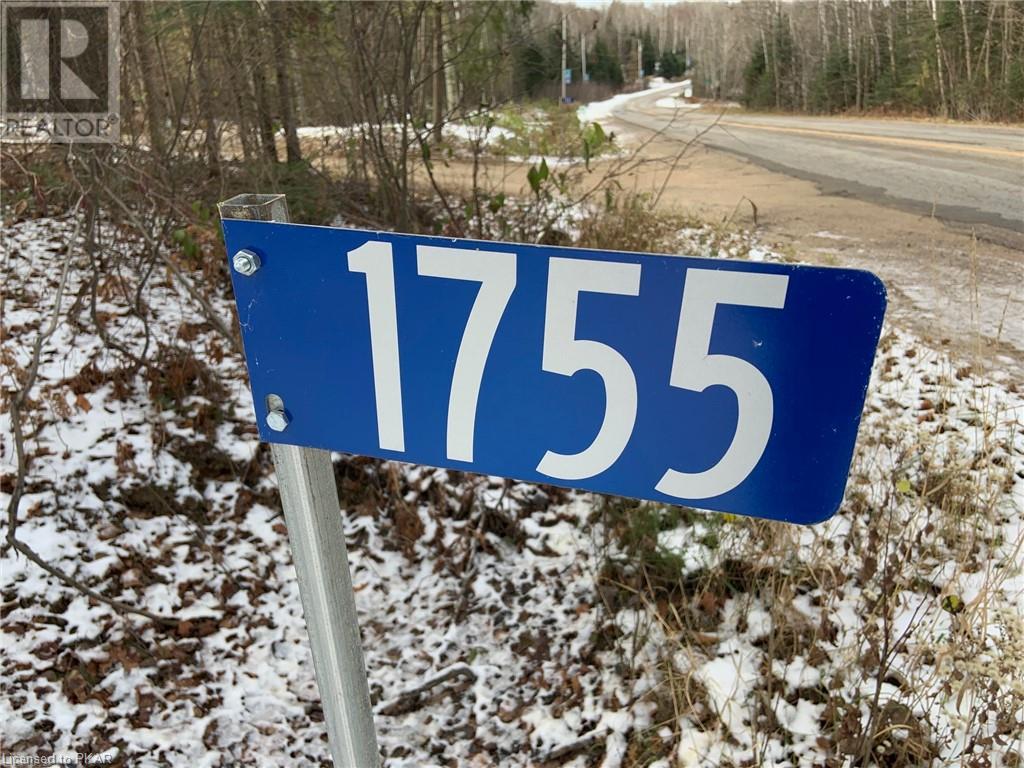 R
REALTOR®
1755
Licensed to PKAR